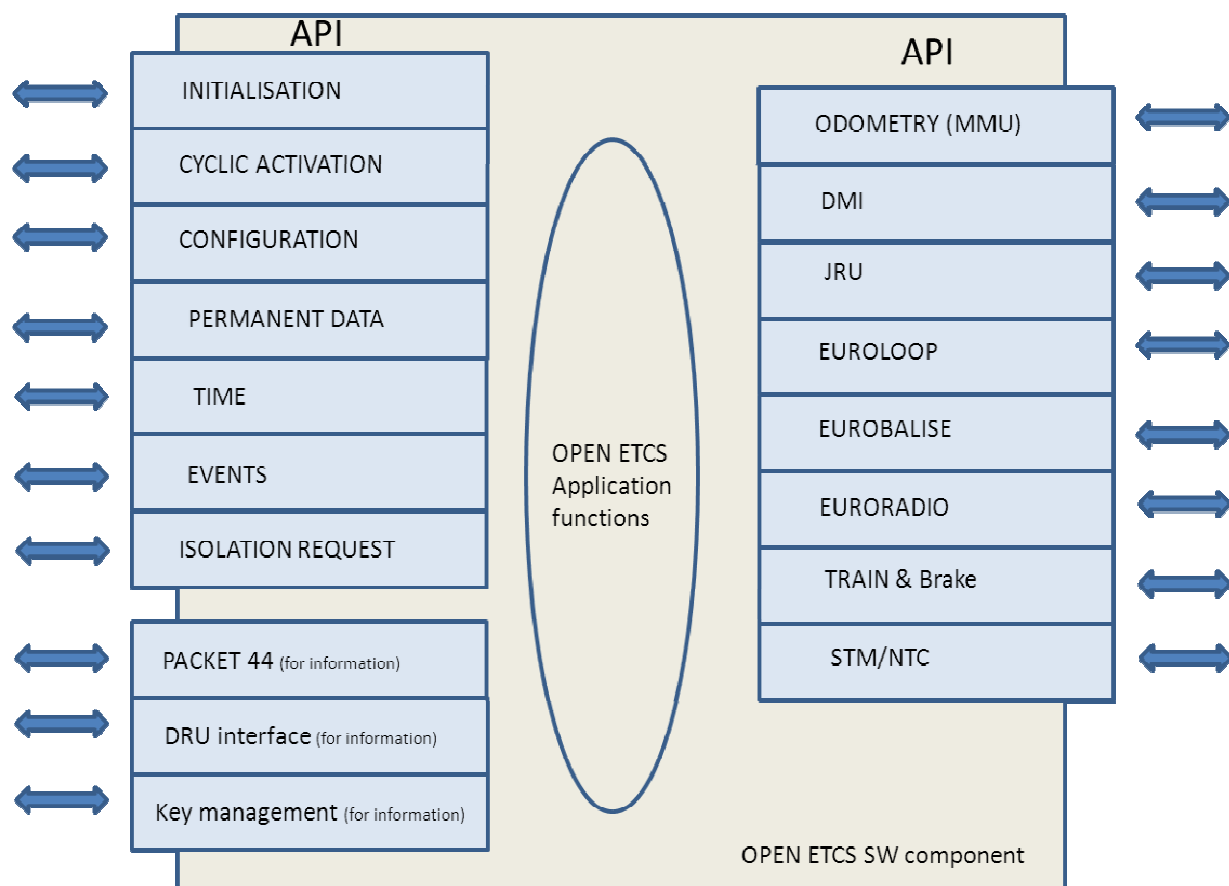 API
INITIALISATION
CYCLIC ACTIVATION
CONFIGURATION
PERMANENT DATA
TIME
EVENTS
ISOLATION REQUEST
PACKET 44 (for information)
DRU interface (for information)
Key management (for information)
OPEN ETCS
Application
functions
API
ODOMETRY (MMU)
DMI
JRU
EUROLOOP
EUROBALISE
EURORADIO
TRAIN & Brake
STM/NTC
OPEN ETCS SW component